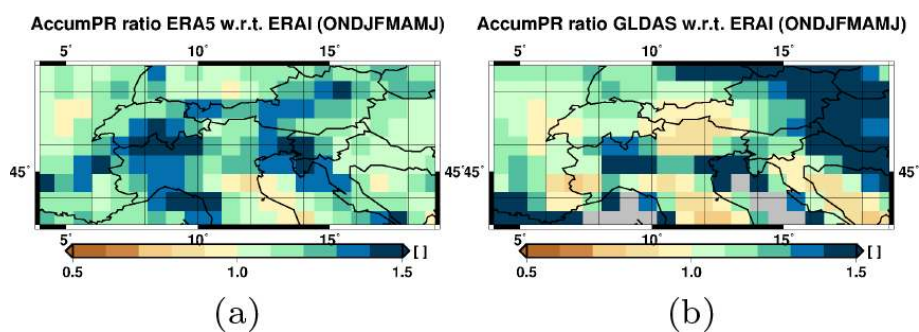 AccumPR ratio ERA5 w.r.t. ERAI (ONDJFMAMJ)
5° 10° 15°
45°
5° 10° 15°
0.5 1.0 1.5 [ ]
(a)
AccumPR ratio GLDAS w.r.t. ERAI (ONDJFMAMJ)
5° 10° 15°
45° 45°
5° 10° 15°
0.5 1.0 1.5 [ ]
(b)